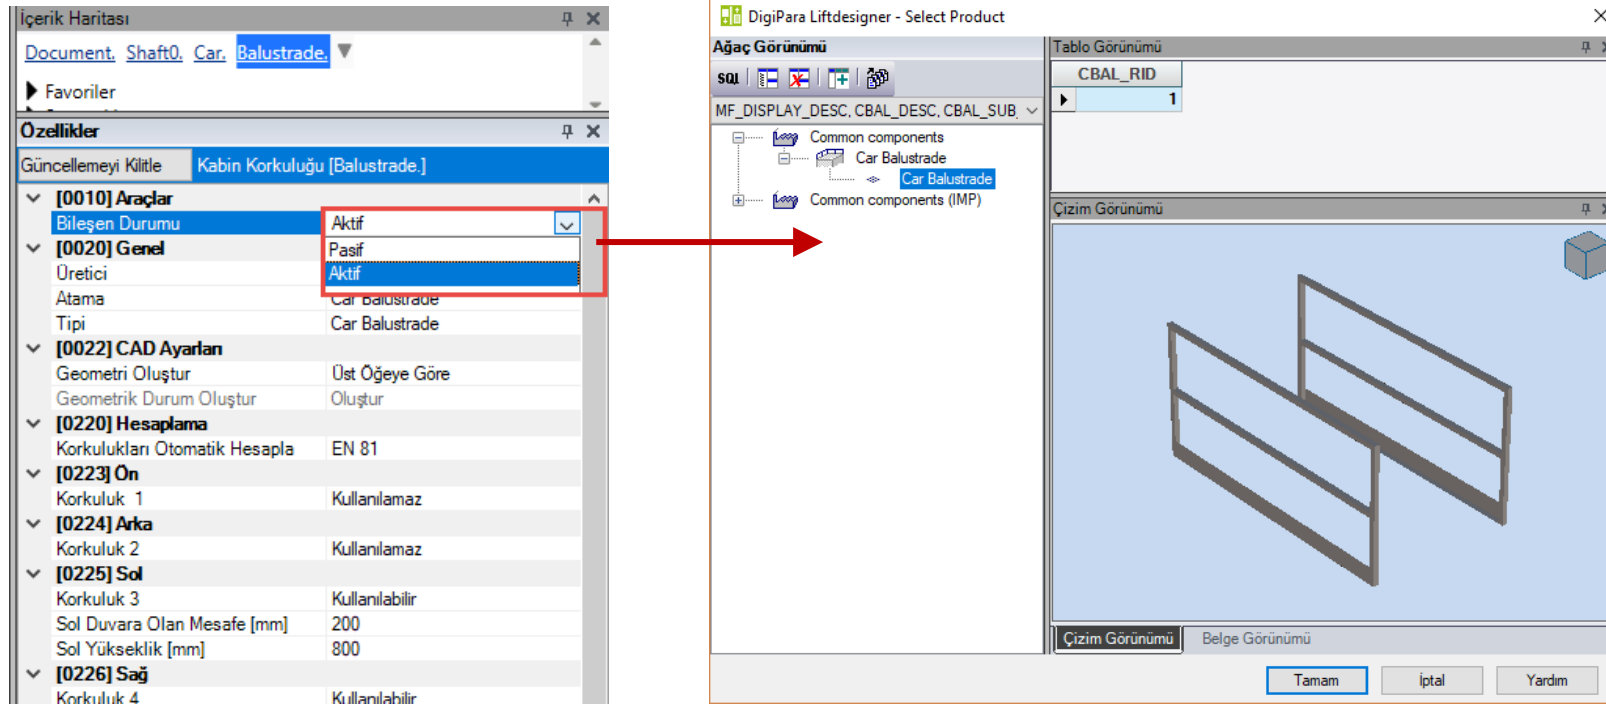 İçerik Haritası
Document. Shaft0. Car. Balustrade.
Favoriler
Özellikler
Güncellemeyi Kilitle Kabin Korkuluğu [Balustrade.]
[0010] Araçlar
Bileşen Durumu Aktif
Pasif
Aktif
[0020] Genel
Üretici
Atama Car Balustrade
Tipi Car Balustrade
[0022] CAD Ayarları
Geometri Oluştur Üst Öğeye Göre
Geometrik Durum Oluştur Oluştur
[0220] Hesaplama
Korkulukları Otomatik Hesapla EN 81
[0223] Ön
Korkuluk 1 Kullanılamaz
[0224] Arka
Korkuluk 2 Kullanılamaz
[0225] Sol
Korkuluk 3 Kullanılabilir
Sol Duvara Olan Mesafe [mm] 200
Sol Yükseklik [mm] 800
[0226] Sağ
Korkuluk 4 Kullanılabilir
DigiPara Liftdesigner - Select Product
Ağaç Görünümü
SQL
MF_DISPLAY_DESC, CBAL_DESC, CBAL_SUB_
Common components
Car Balustrade
Car Balustrade
Common components (IMP)
Tablo Görünümü
CBAL_RID
1
Çizim Görünümü
Çizim Görünümü Belge Görünümü
Tamam İptal Yardım